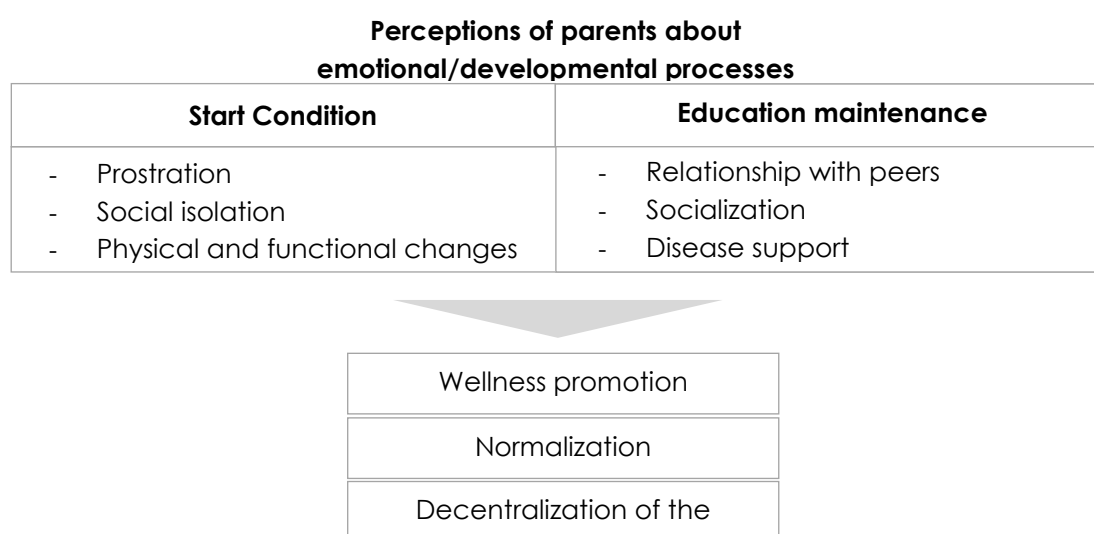 Perceptions of parents about
emotional/developmental processes
Start Condition
Education maintenance
- Prostration
- Social isolation
- Physical and functional changes
- Relationship with peers
- Socialization
- Disease support
Wellness promotion
Normalization
Decentralization of the